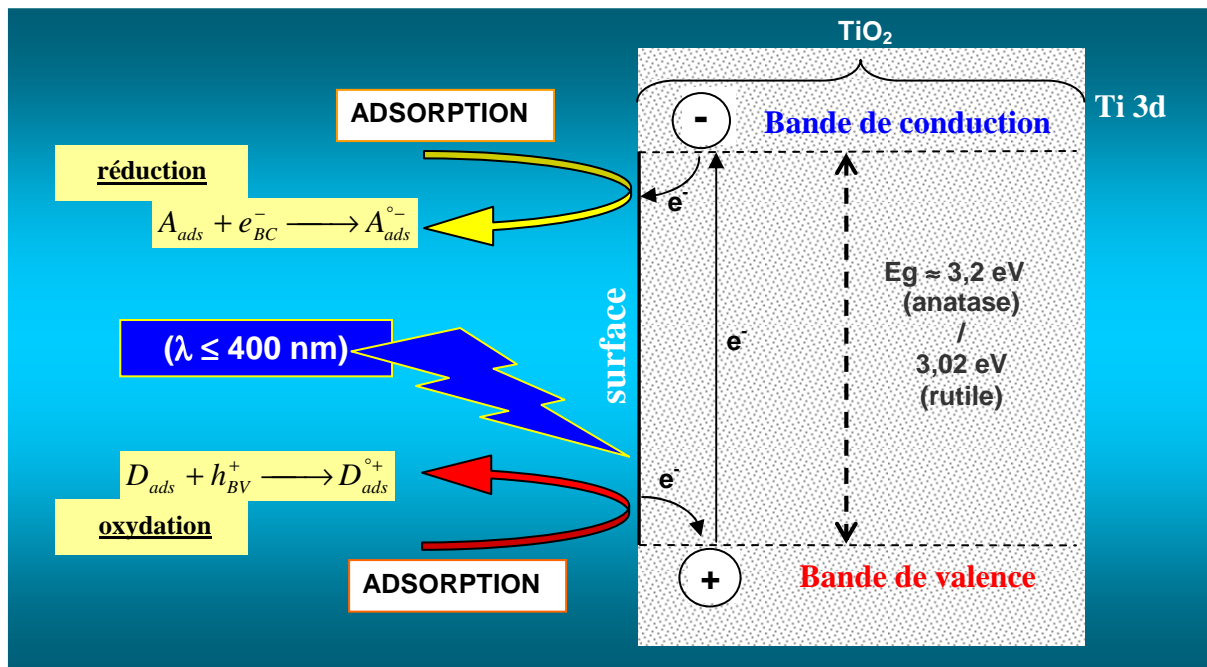 TiO₂
ADSORPTION
-
Bande de conduction
Ti 3d
réduction
e⁻
A_ads + e⁻_BC ⟶ A°⁻_ads
Eg ≈ 3,2 eV
(anatase)
/
3,02 eV
(rutile)
(λ ≤ 400 nm)
surface
e⁻
D_ads + h⁺_BV ⟶ D°⁺_ads
e⁻
oxydation
ADSORPTION
+
Bande de valence